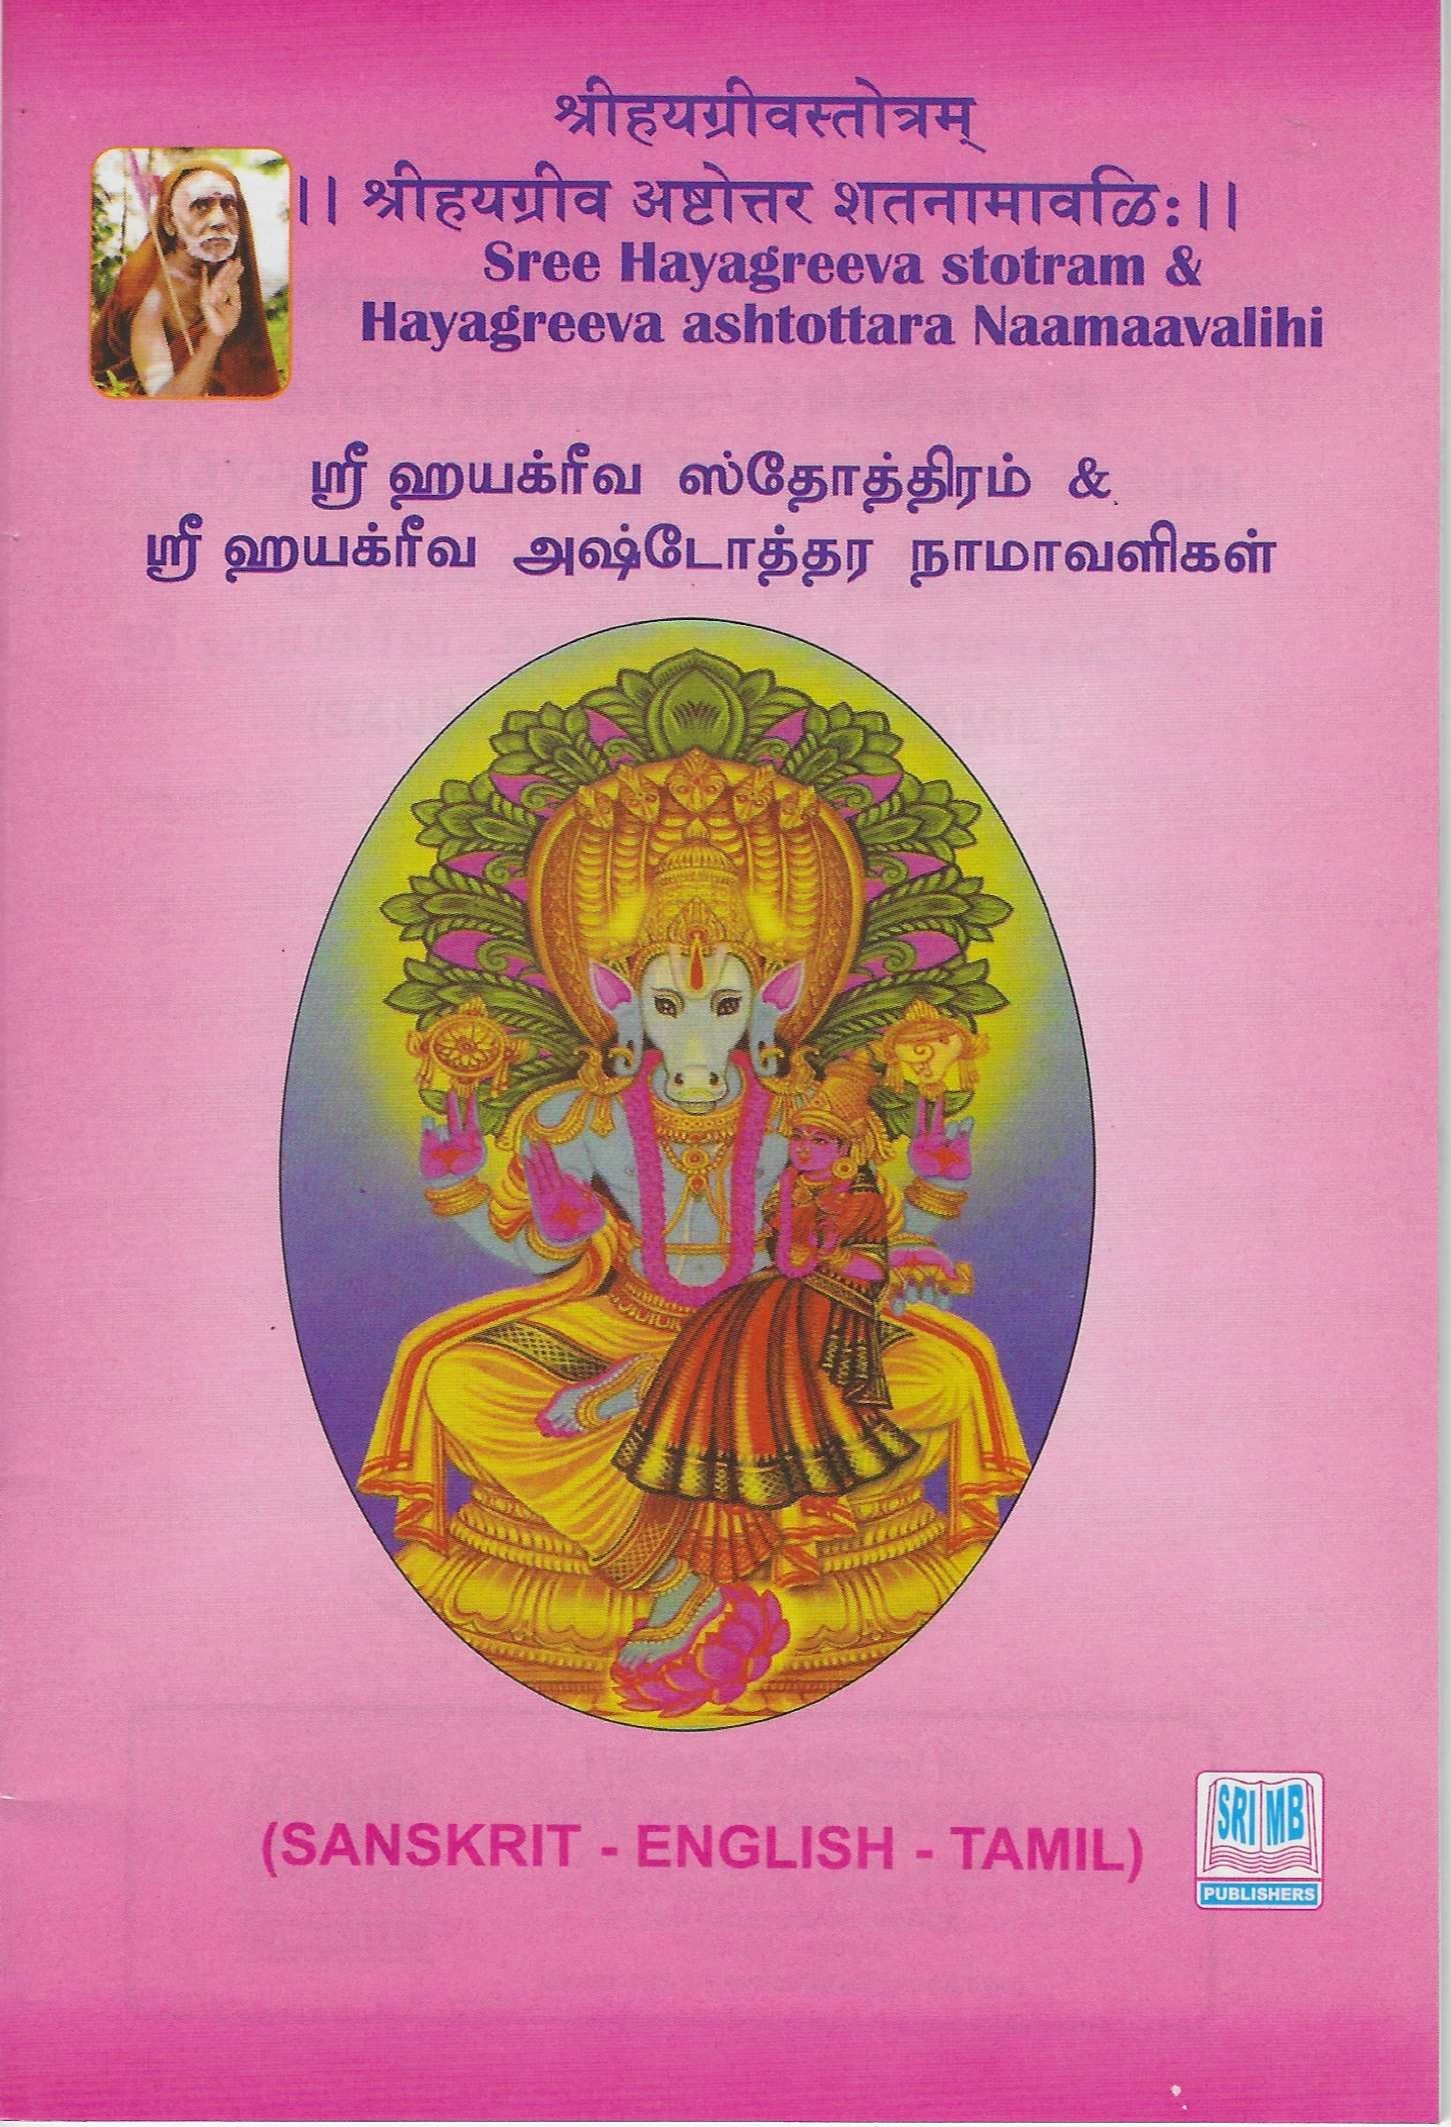 श्रीहयग्रीवस्तोत्रम्
।। श्रीहयग्रीव अष्टोत्तर शतनामावळिः।।
Sree Hayagreeva stotram &
Hayagreeva ashtottara Naamaavalihi
ஸ்ரீ ஹயக்ரீவ ஸ்தோத்திரம் &
ஸ்ரீ ஹயக்ரீவ அஷ்டோத்தர நாமாவளிகள்
(SANSKRIT - ENGLISH - TAMIL)
SRI MB
PUBLISHERS